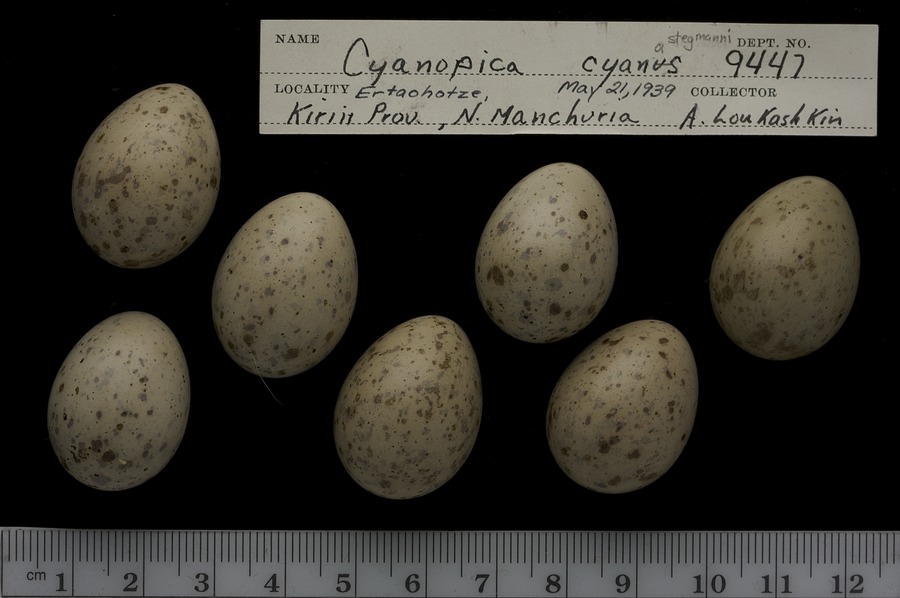 NAME Cyanopica cyanus a stegmanni DEPT. NO. 9447
LOCALITY Ertaohotze, May 21, 1939 COLLECTOR
Kirin Prov., N. Manchuria A. Loukashkin
cm 1 2 3 4 5 6 7 8 9 10 11 12